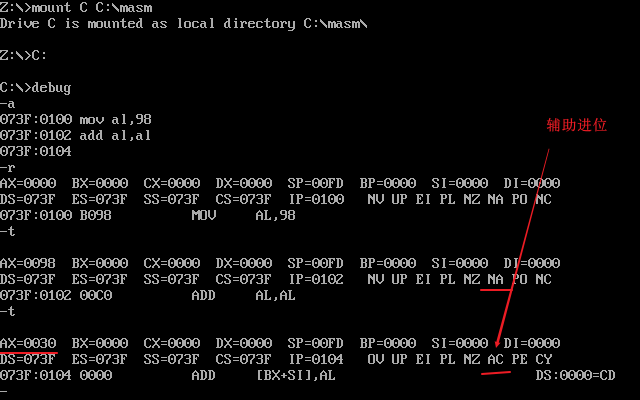 Z:\>mount C C:\masm
Drive C is mounted as local directory C:\masm\
Z:\>C:
C:\>debug
-a
073F:0100 mov al,98
073F:0102 add al,al
073F:0104
-r
AX=0000 BX=0000 CX=0000 DX=0000 SP=00FD BP=0000 SI=0000 DI=0000
DS=073F ES=073F SS=073F CS=073F IP=0100 NV UP EI PL NZ NA PO NC
073F:0100 B098 MOV AL,98
-t
AX=0098 BX=0000 CX=0000 DX=0000 SP=00FD BP=0000 SI=0000 DI=0000
DS=073F ES=073F SS=073F CS=073F IP=0102 NV UP EI PL NZ NA PO NC
073F:0102 00C0 ADD AL,AL
-t
AX=0030 BX=0000 CX=0000 DX=0000 SP=00FD BP=0000 SI=0000 DI=0000
DS=073F ES=073F SS=073F CS=073F IP=0104 OV UP EI PL NZ AC PE CY
073F:0104 0000 ADD [BX+SI],AL DS:0000=CD
-
辅助进位